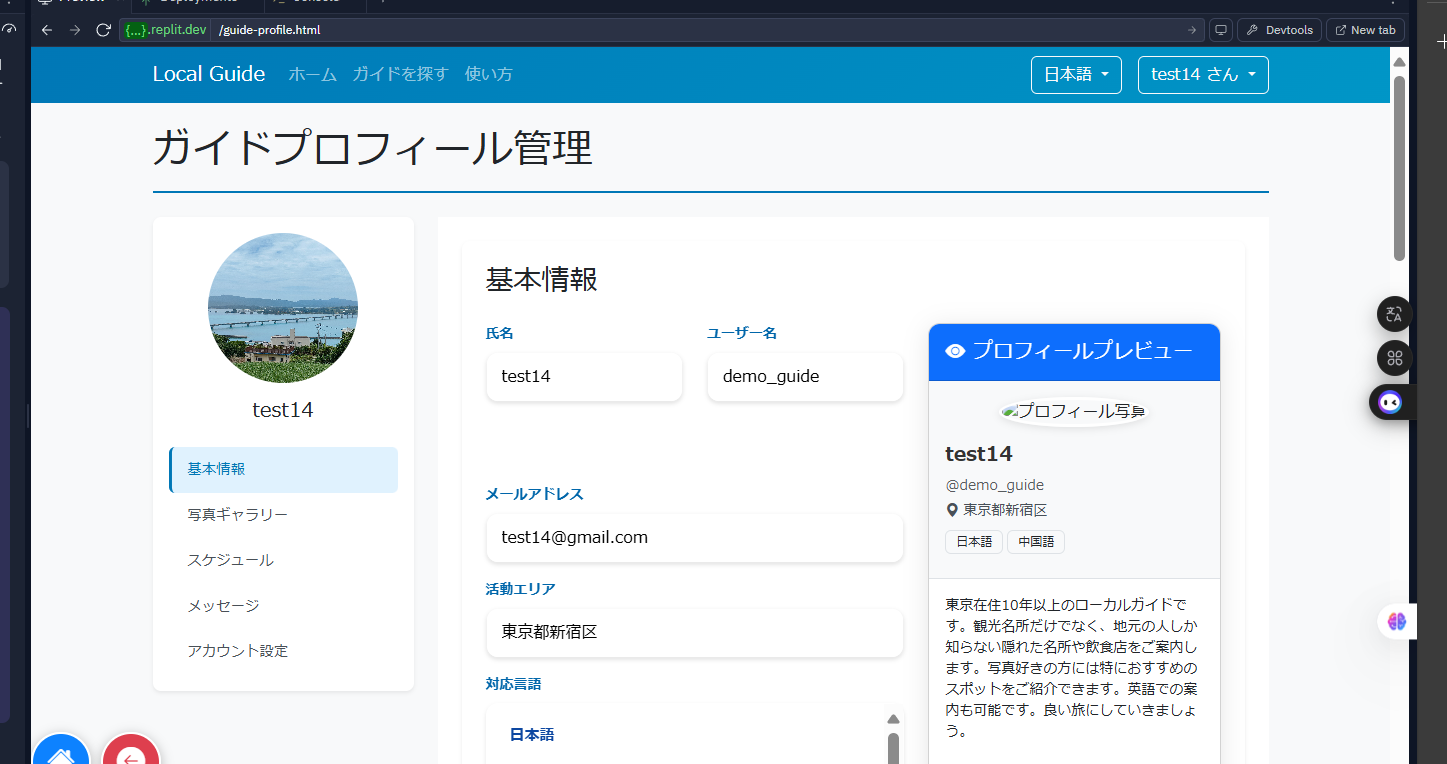 {...}.replit.dev /guide-profile.html
Devtools
New tab
Local Guide ホーム ガイドを探す 使い方
日本語
test14 さん
ガイドプロフィール管理
test14
基本情報
写真ギャラリー
スケジュール
メッセージ
アカウント設定
基本情報
氏名
ユーザー名
test14
demo_guide
メールアドレス
test14@gmail.com
活動エリア
東京都新宿区
対応言語
日本語
プロフィールプレビュー
プロフィール写真
test14
@demo_guide
東京都新宿区
日本語 中国語
東京在住10年以上のローカルガイドで
す。観光名所だけでなく、地元の人しか
知らない隠れた名所や飲食店をご案内し
ます。写真好きの方には特におすすめの
スポットをご紹介できます。英語での案
内も可能です。良い旅にしていきましょ
う。